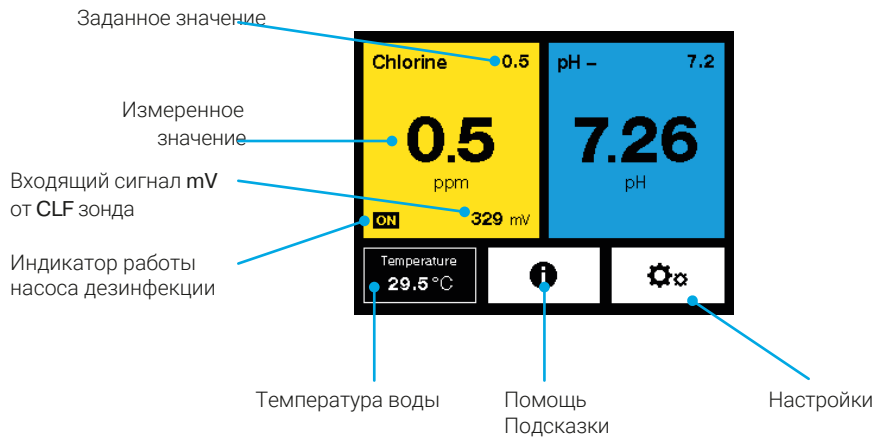 Заданное значение
Chlorine 0.5
pH – 7.2
Измеренное
значение
0.5
ppm
7.26
pH
Входящий сигнал mV
от CLF зонда
ON 329 mV
Индикатор работы
насоса дезинфекции
Temperature
29.5 °C
Температура воды
Помощь
Подсказки
Настройки